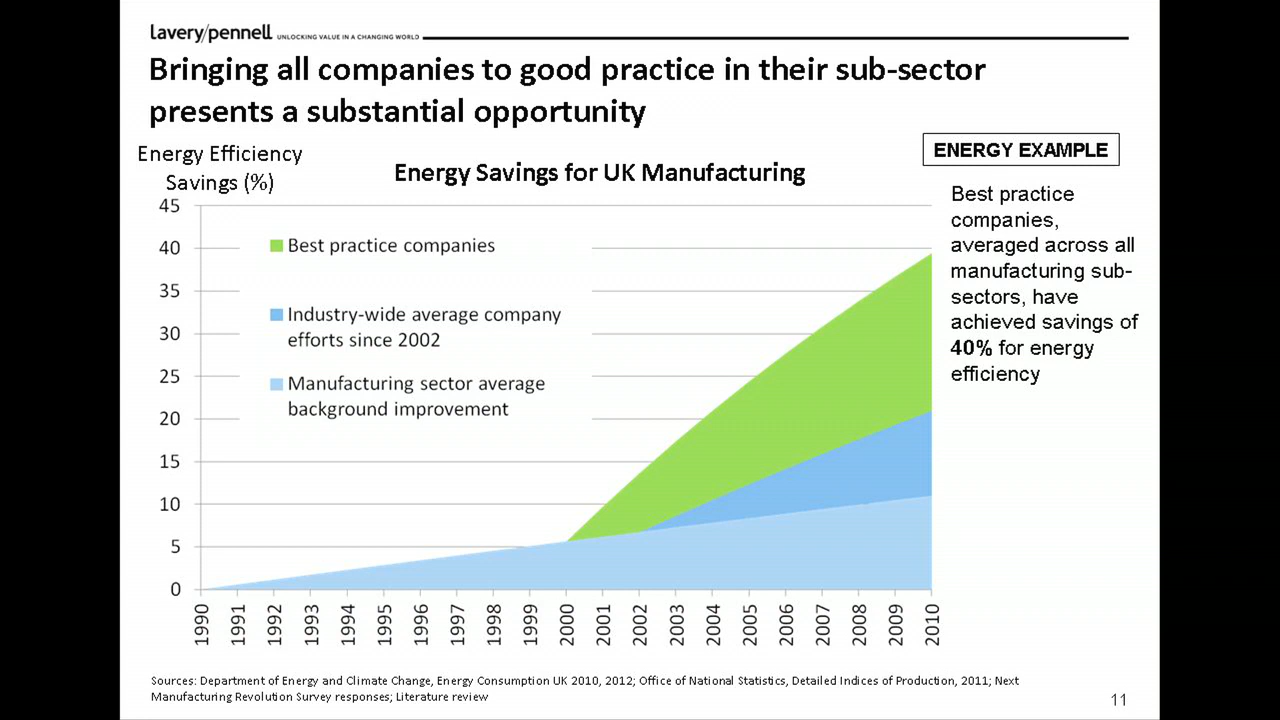 Lavery/pennell UNLOCKING VALUE IN A CHANGING WORLD
Bringing all companies to good practice in their sub-sector
presents a substantial opportunity
ENERGY EXAMPLE
Energy Efficiency
Savings (%)
Energy Savings for UK Manufacturing
45
40
35
30
25
20
15
10
5
0
Best practice companies
Industry-wide average company
efforts since 2002
Manufacturing sector average
background improvement
1990
1991
1992
1993
1994
1995
1996
1997
1998
1999
2000
2001
2002
2003
2004
2005
2006
2007
2008
2009
2010
Best practice
companies,
averaged across all
manufacturing sub-
sectors, have
achieved savings of
40% for energy
efficiency
Sources: Department of Energy and Climate Change, Energy Consumption UK 2010, 2012; Office of National Statistics, Detailed Indices of Production, 2011; Next
Manufacturing Revolution Survey responses; Literature review
11